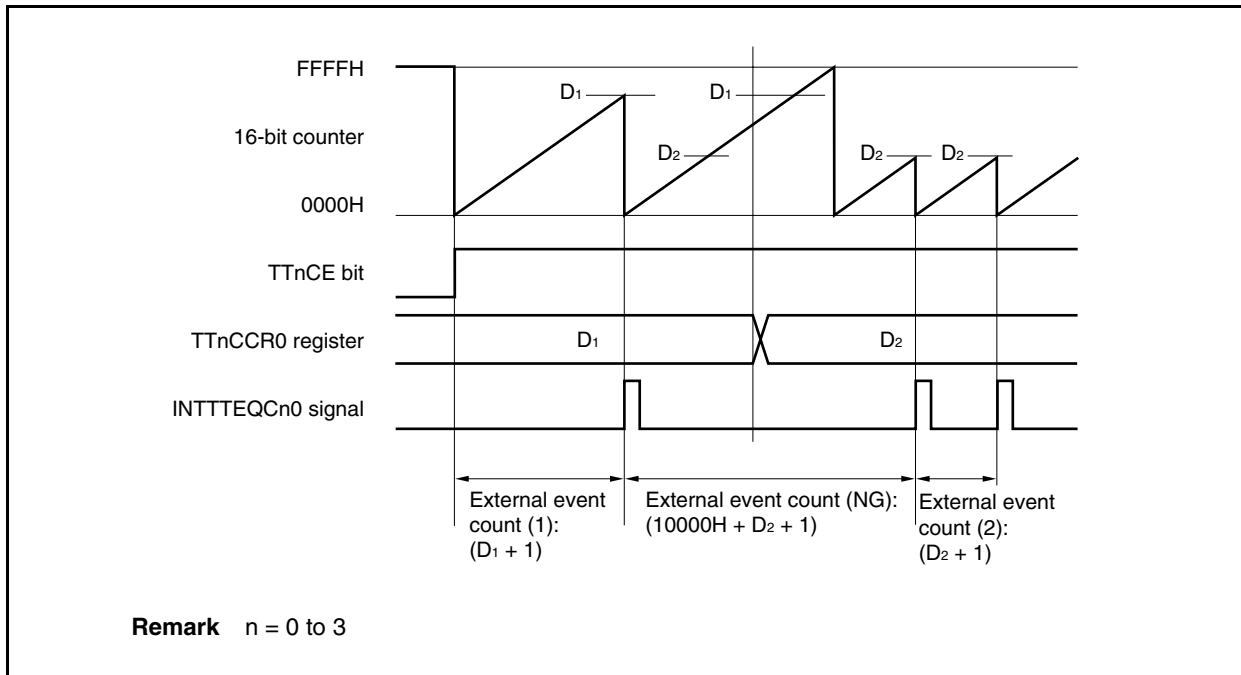 FFFFH
D1
D1
16-bit counter
D2
D2
D2
0000H
TTnCE bit
TTnCCR0 register
D1
D2
INTTTEQCn0 signal
External event
count (1):
(D1 + 1)
External event count (NG):
(10000H + D2 + 1)
External event
count (2):
(D2 + 1)
Remark n = 0 to 3